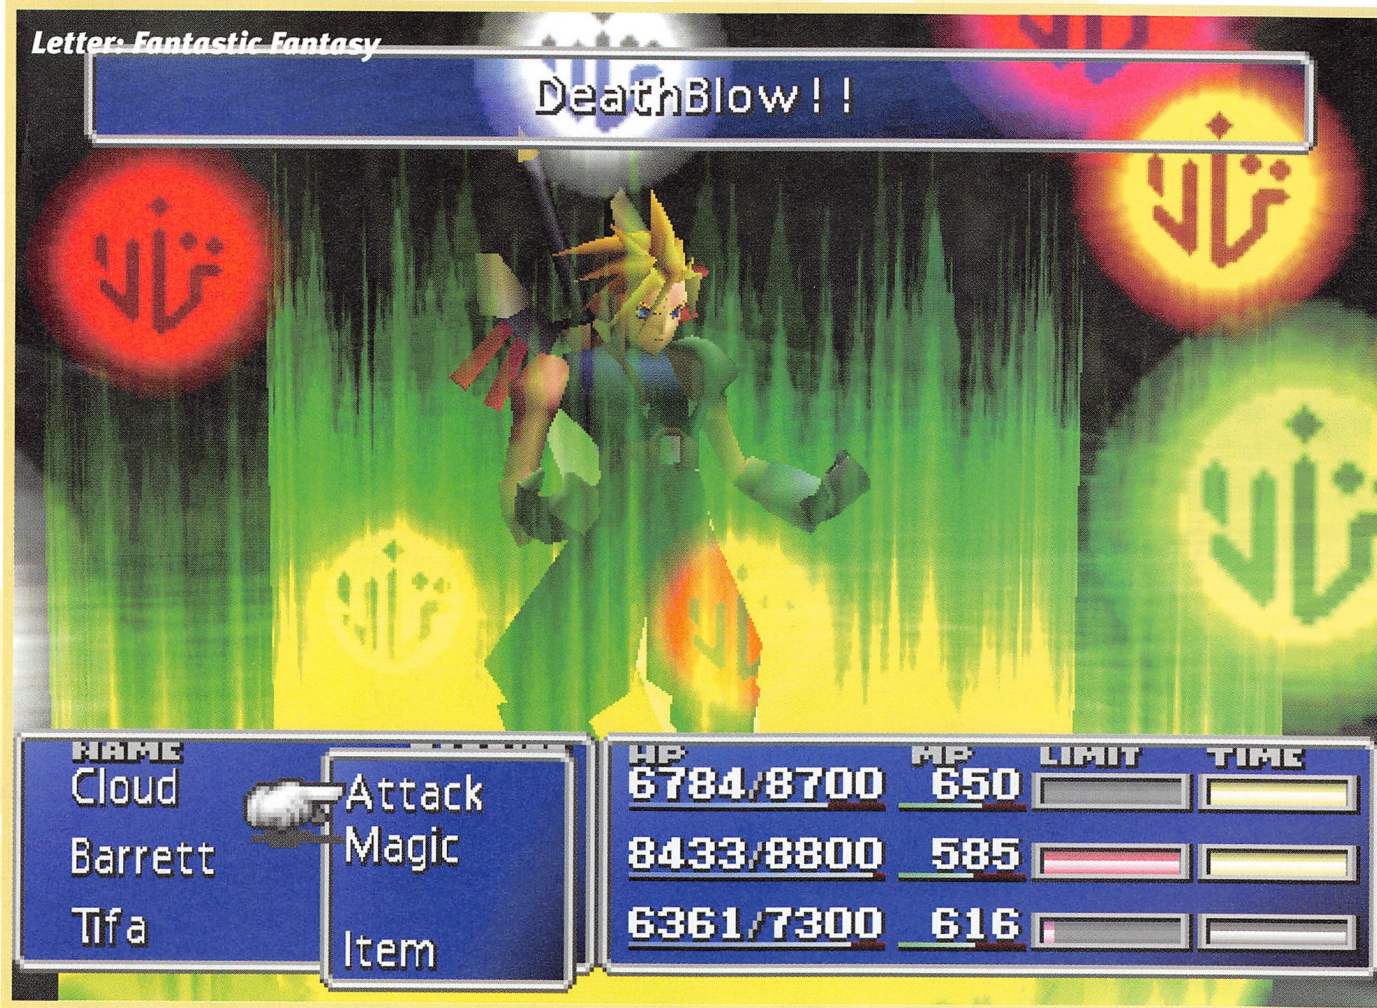 Letter: Fantastic Fantasy
DeathBlow!!
NAME
HP MP LIMIT TIME
Cloud Attack 6784/8700 650
Magic
Barrett 8433/8800 585
Tifa 6361/7300 616
Item